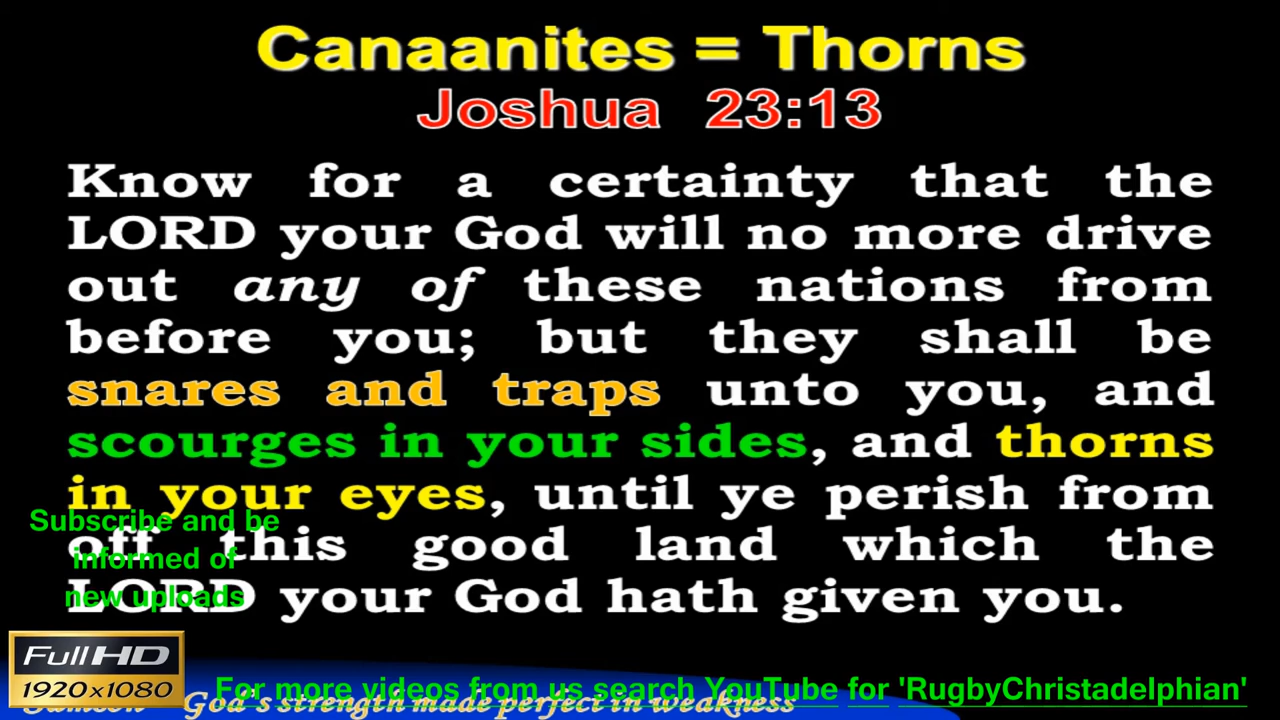 Canaanites = Thorns
Joshua 23:13
Know for a certainty that the
LORD your God will no more drive
out any of these nations from
before you; but they shall be
snares and traps unto you, and
scourges in your sides, and thorns
in your eyes, until ye perish from
off this good land which the
LORD your God hath given you.
Subscribe and be
informed of
new uploads
Full HD
1920x1080
For more videos from us search YouTube for 'RugbyChristadelphian'
Samson God's strength made perfect in weakness